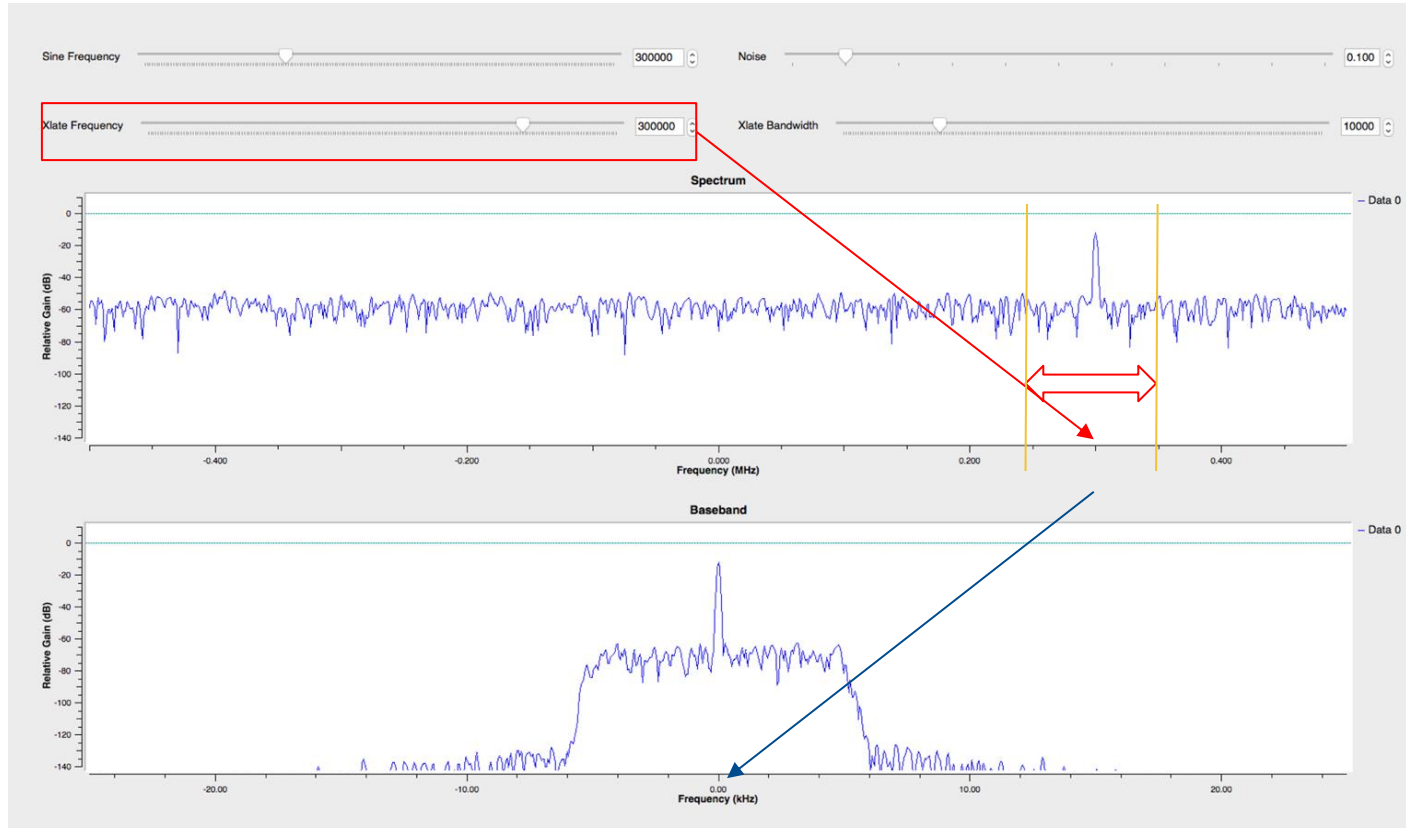 Sine Frequency 300000 Noise 0.100
Xlate Frequency 300000 Xlate Bandwidth 10000
Spectrum
Data 0
Relative Gain (dB)
0
-20
-40
-60
-80
-100
-120
-140
-0.400 -0.200 0.000 0.200 0.400
Frequency (MHz)
Baseband
Data 0
Relative Gain (dB)
0
-20
-40
-60
-80
-100
-120
-140
-20.00 -10.00 0.00 10.00 20.00
Frequency (kHz)